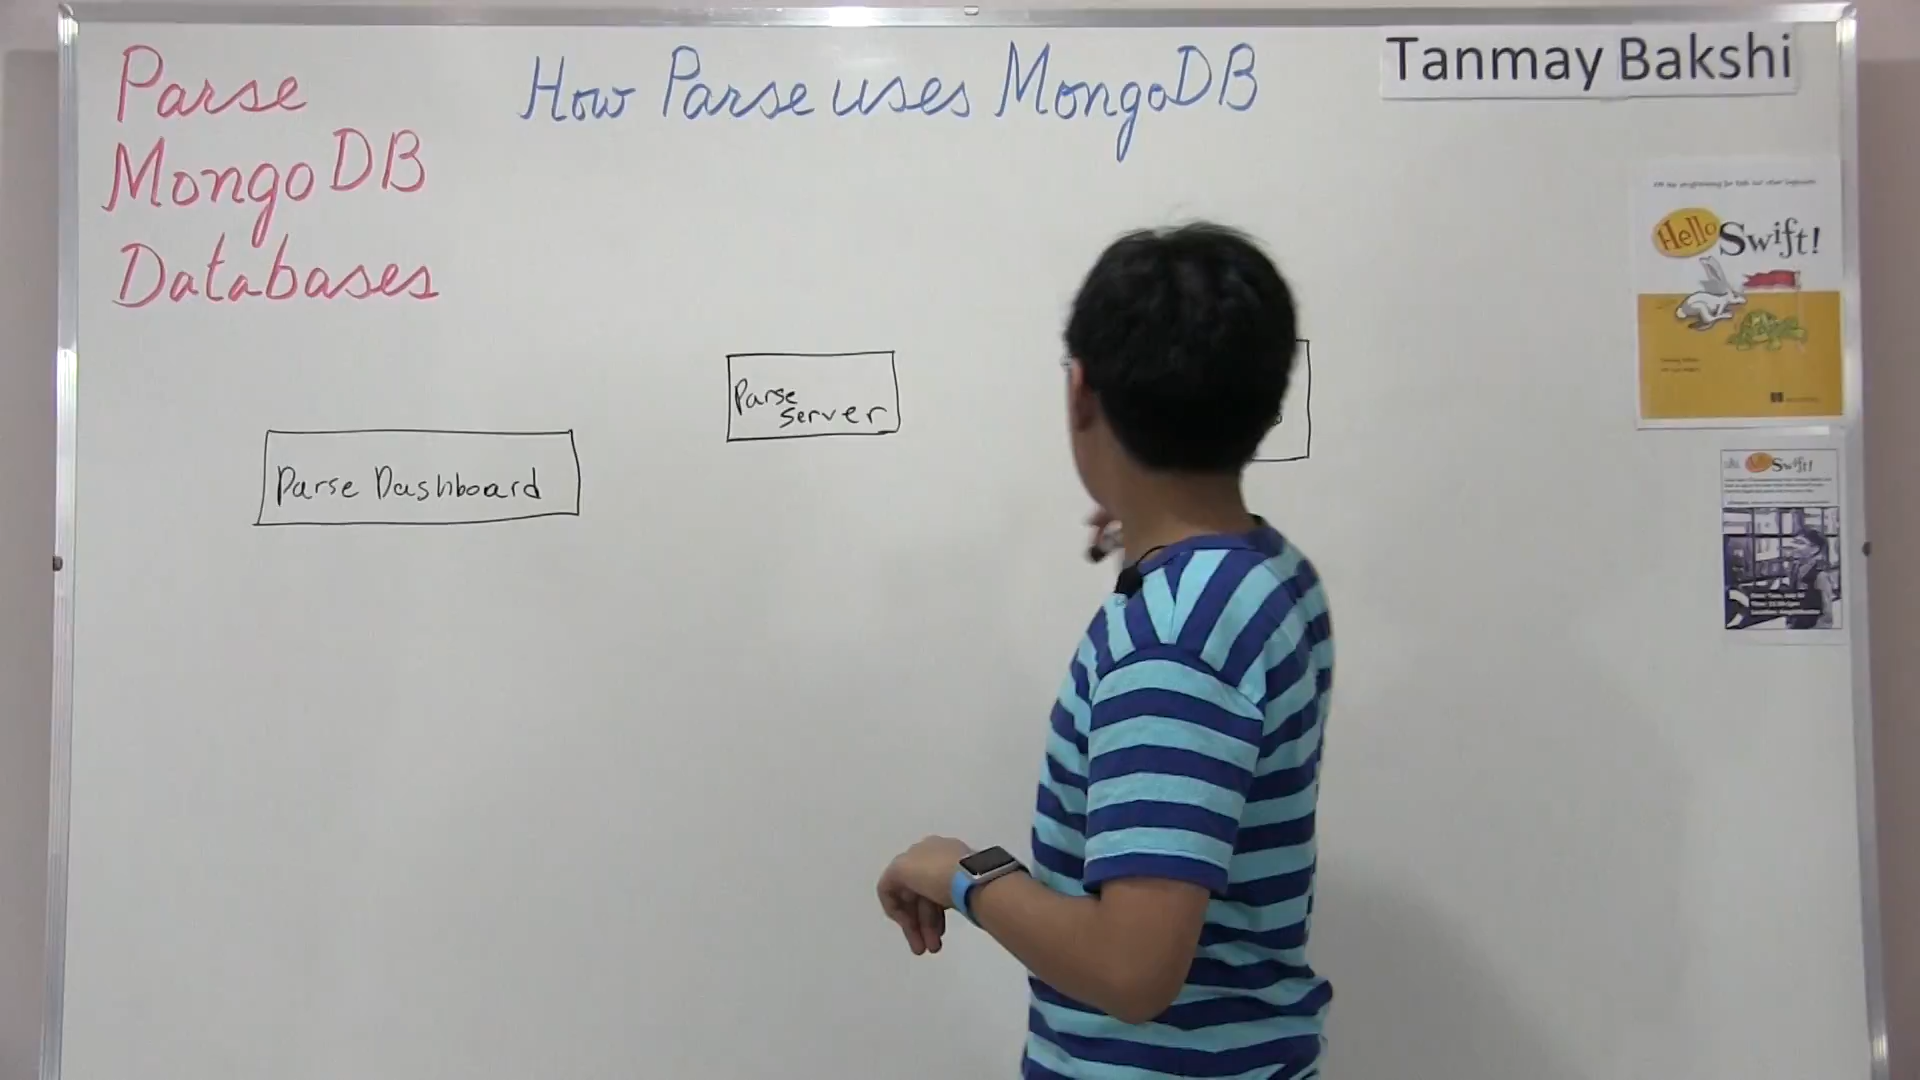 Parse
MongoDB
Databases
How Parse uses MongoDB
Tanmay Bakshi
Hello Swift!
Parse
Server
Parse Dashboard
Swift!